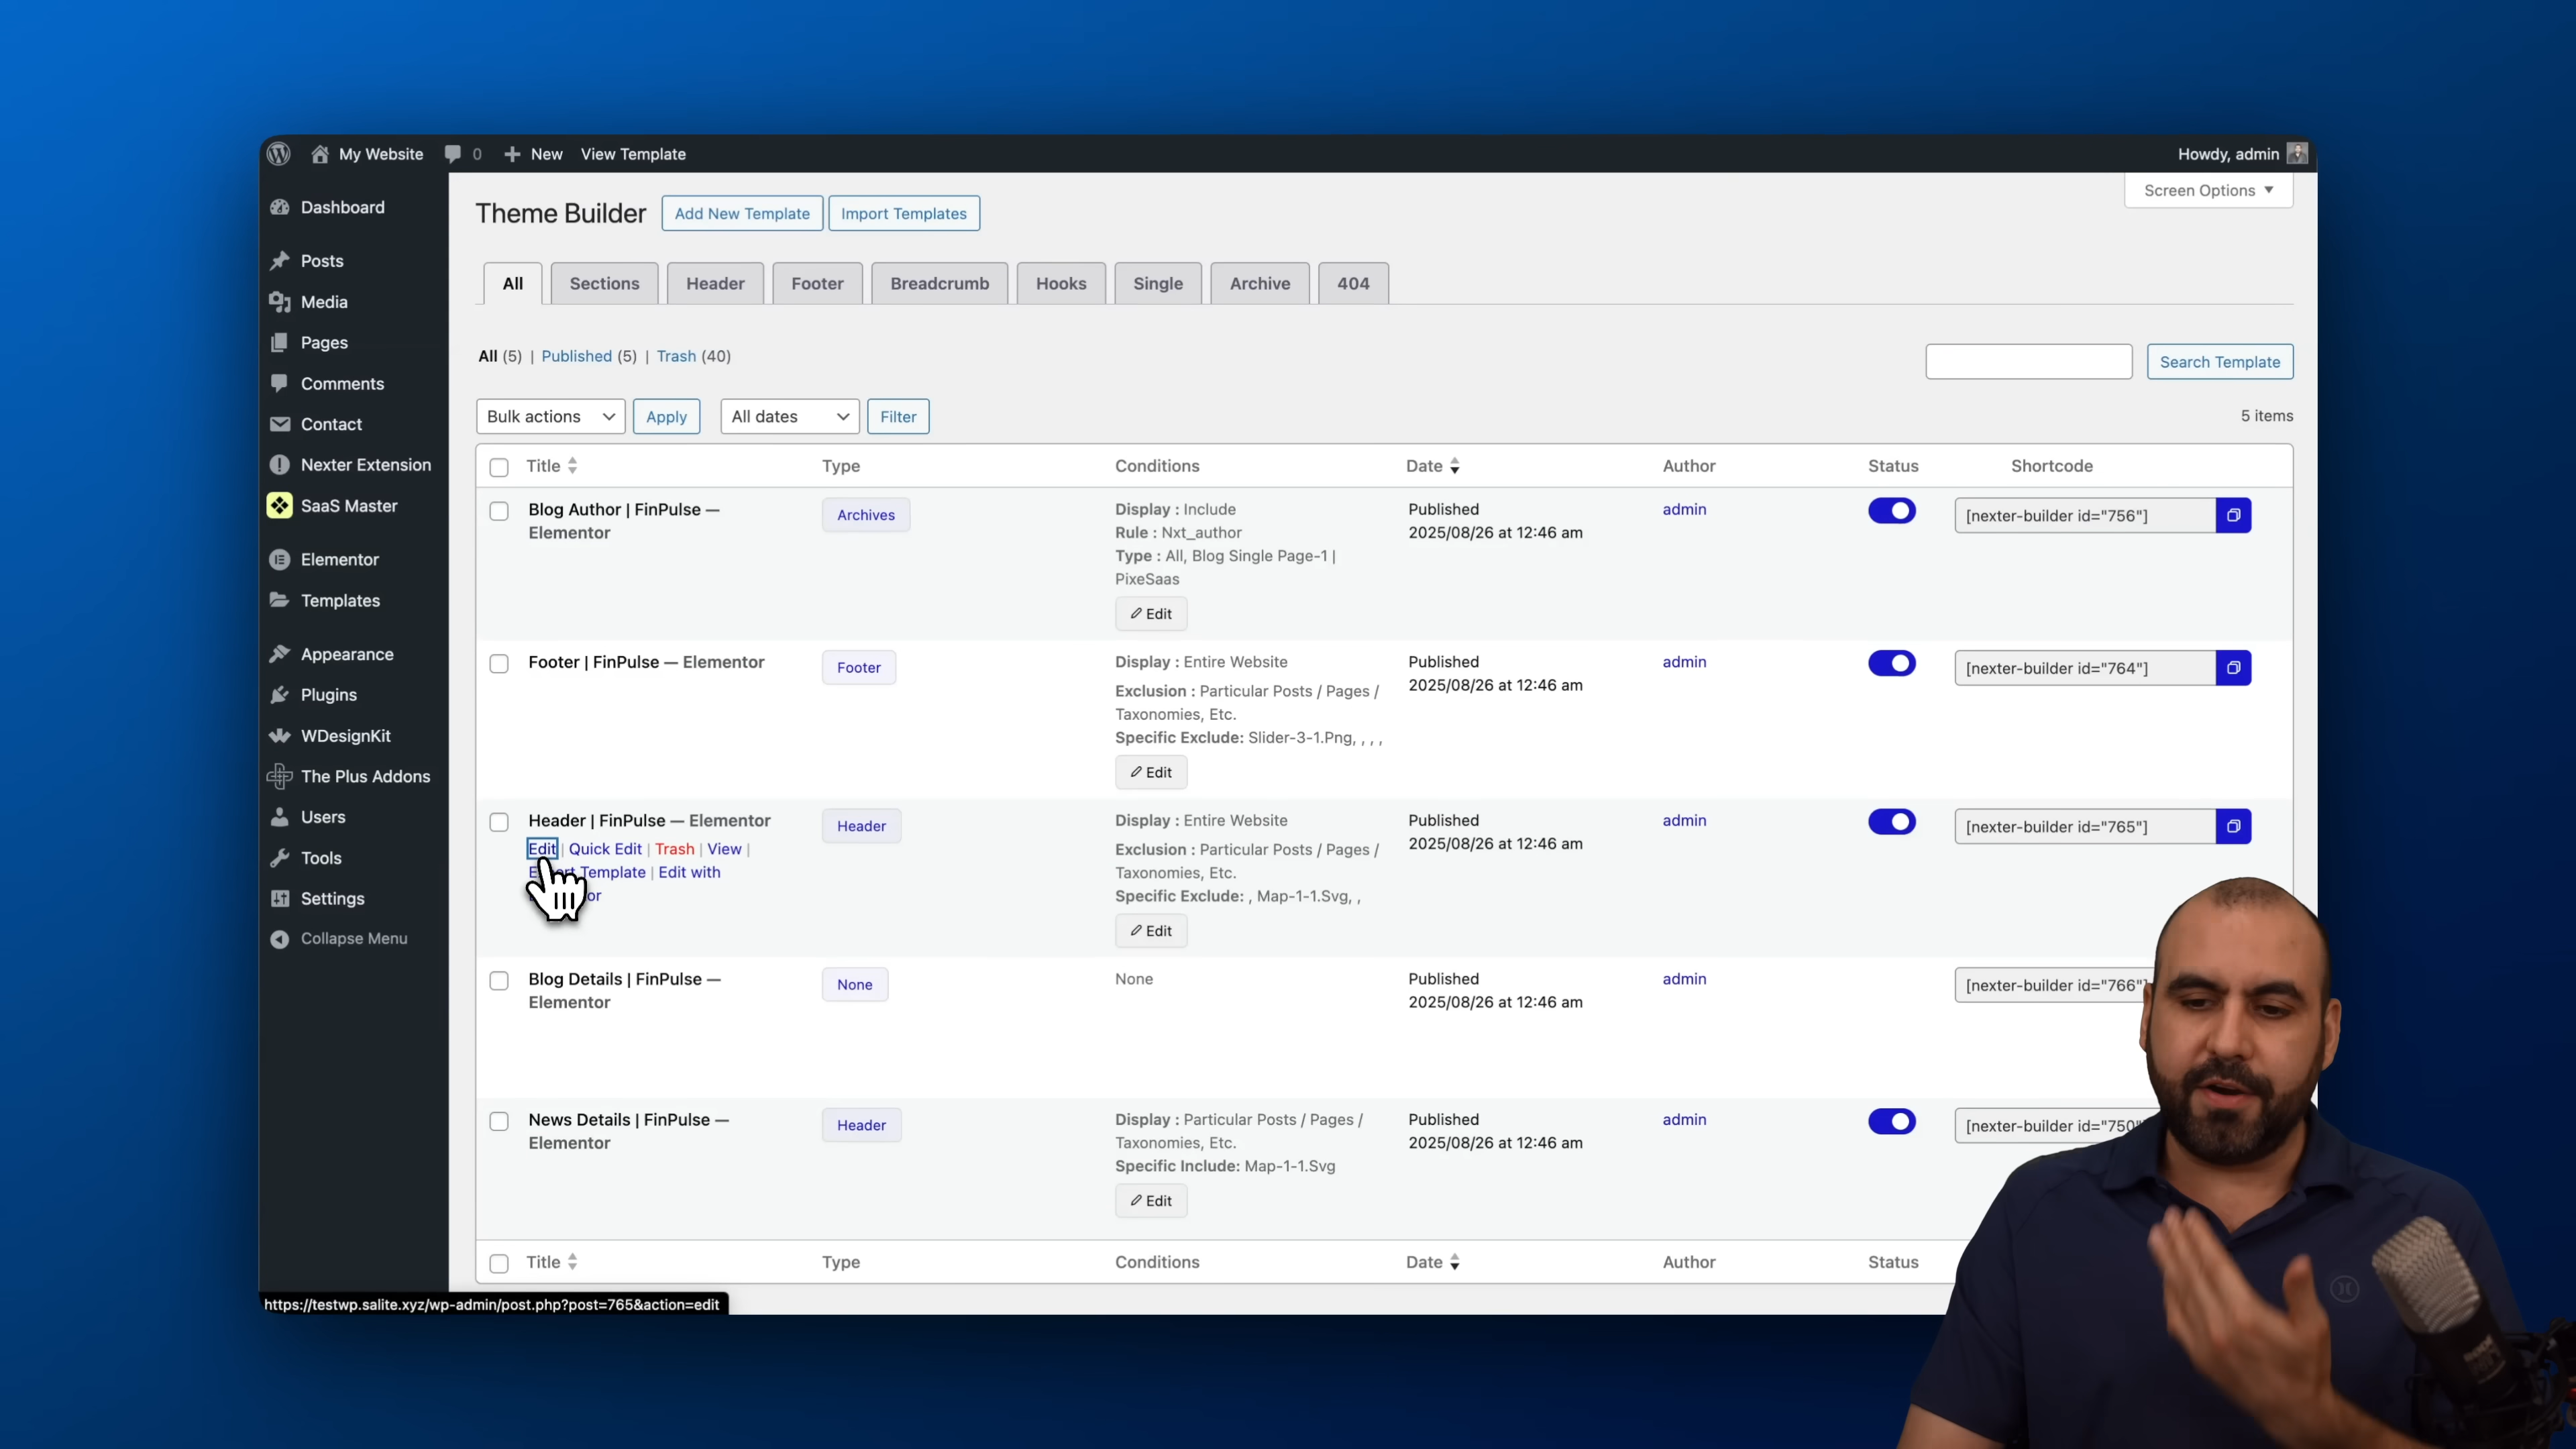 My Website 0 New View Template Howdy, admin
Screen Options
Dashboard
Posts
Media
Pages
Comments
Contact
Nexter Extension
SaaS Master
Elementor
Templates
Appearance
Plugins
WDesignKit
The Plus Addons
Users
Tools
Settings
Collapse Menu
Theme Builder Add New Template Import Templates
All Sections Header Footer Breadcrumb Hooks Single Archive 404
All (5) | Published (5) | Trash (40)
Search Template
Bulk actions Apply All dates Filter 5 items
Title Type Conditions Date Author Status Shortcode
Blog Author | FinPulse — Archives Display : Include Published admin [nexter-builder id="756"]
Elementor Rule : Nxt_author 2025/08/26 at 12:46 am
Type : All, Blog Single Page-1 |
PixeSaas
Edit
Footer | FinPulse — Elementor Footer Display : Entire Website Published admin [nexter-builder id="764"]
Exclusion : Particular Posts / Pages / 2025/08/26 at 12:46 am
Taxonomies, Etc.
Specific Exclude: Slider-3-1.Png, , , ,
Edit
Header | FinPulse — Elementor Header Display : Entire Website Published admin [nexter-builder id="765"]
Edit | Quick Edit | Trash | View | Exclusion : Particular Posts / Pages / 2025/08/26 at 12:46 am
Template | Edit with Taxonomies, Etc.
Specific Exclude: , Map-1-1.Svg, ,
Edit
Blog Details | FinPulse — None None Published admin [nexter-builder id="766"]
Elementor 2025/08/26 at 12:46 am
News Details | FinPulse — Header Display : Particular Posts / Pages / Published admin [nexter-builder id="750"
Elementor Taxonomies, Etc. 2025/08/26 at 12:46 am
Specific Include: Map-1-1.Svg
Edit
Title Type Conditions Date Author Status
https://testwp.salite.xyz/wp-admin/post.php?post=765&action=edit